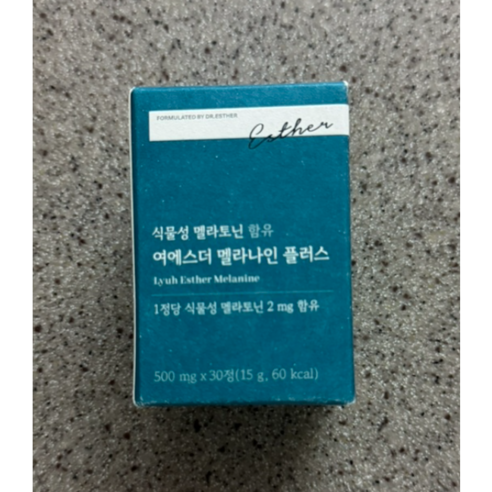 FORMULATED BY DR.ESTHER
Esther
식물성 멜라토닌 함유
여에스더 멜라나인 플러스
Lyuh Esther Melanine
1정당 식물성 멜라토닌 2 mg 함유
500 mg x 30정(15 g, 60 kcal)